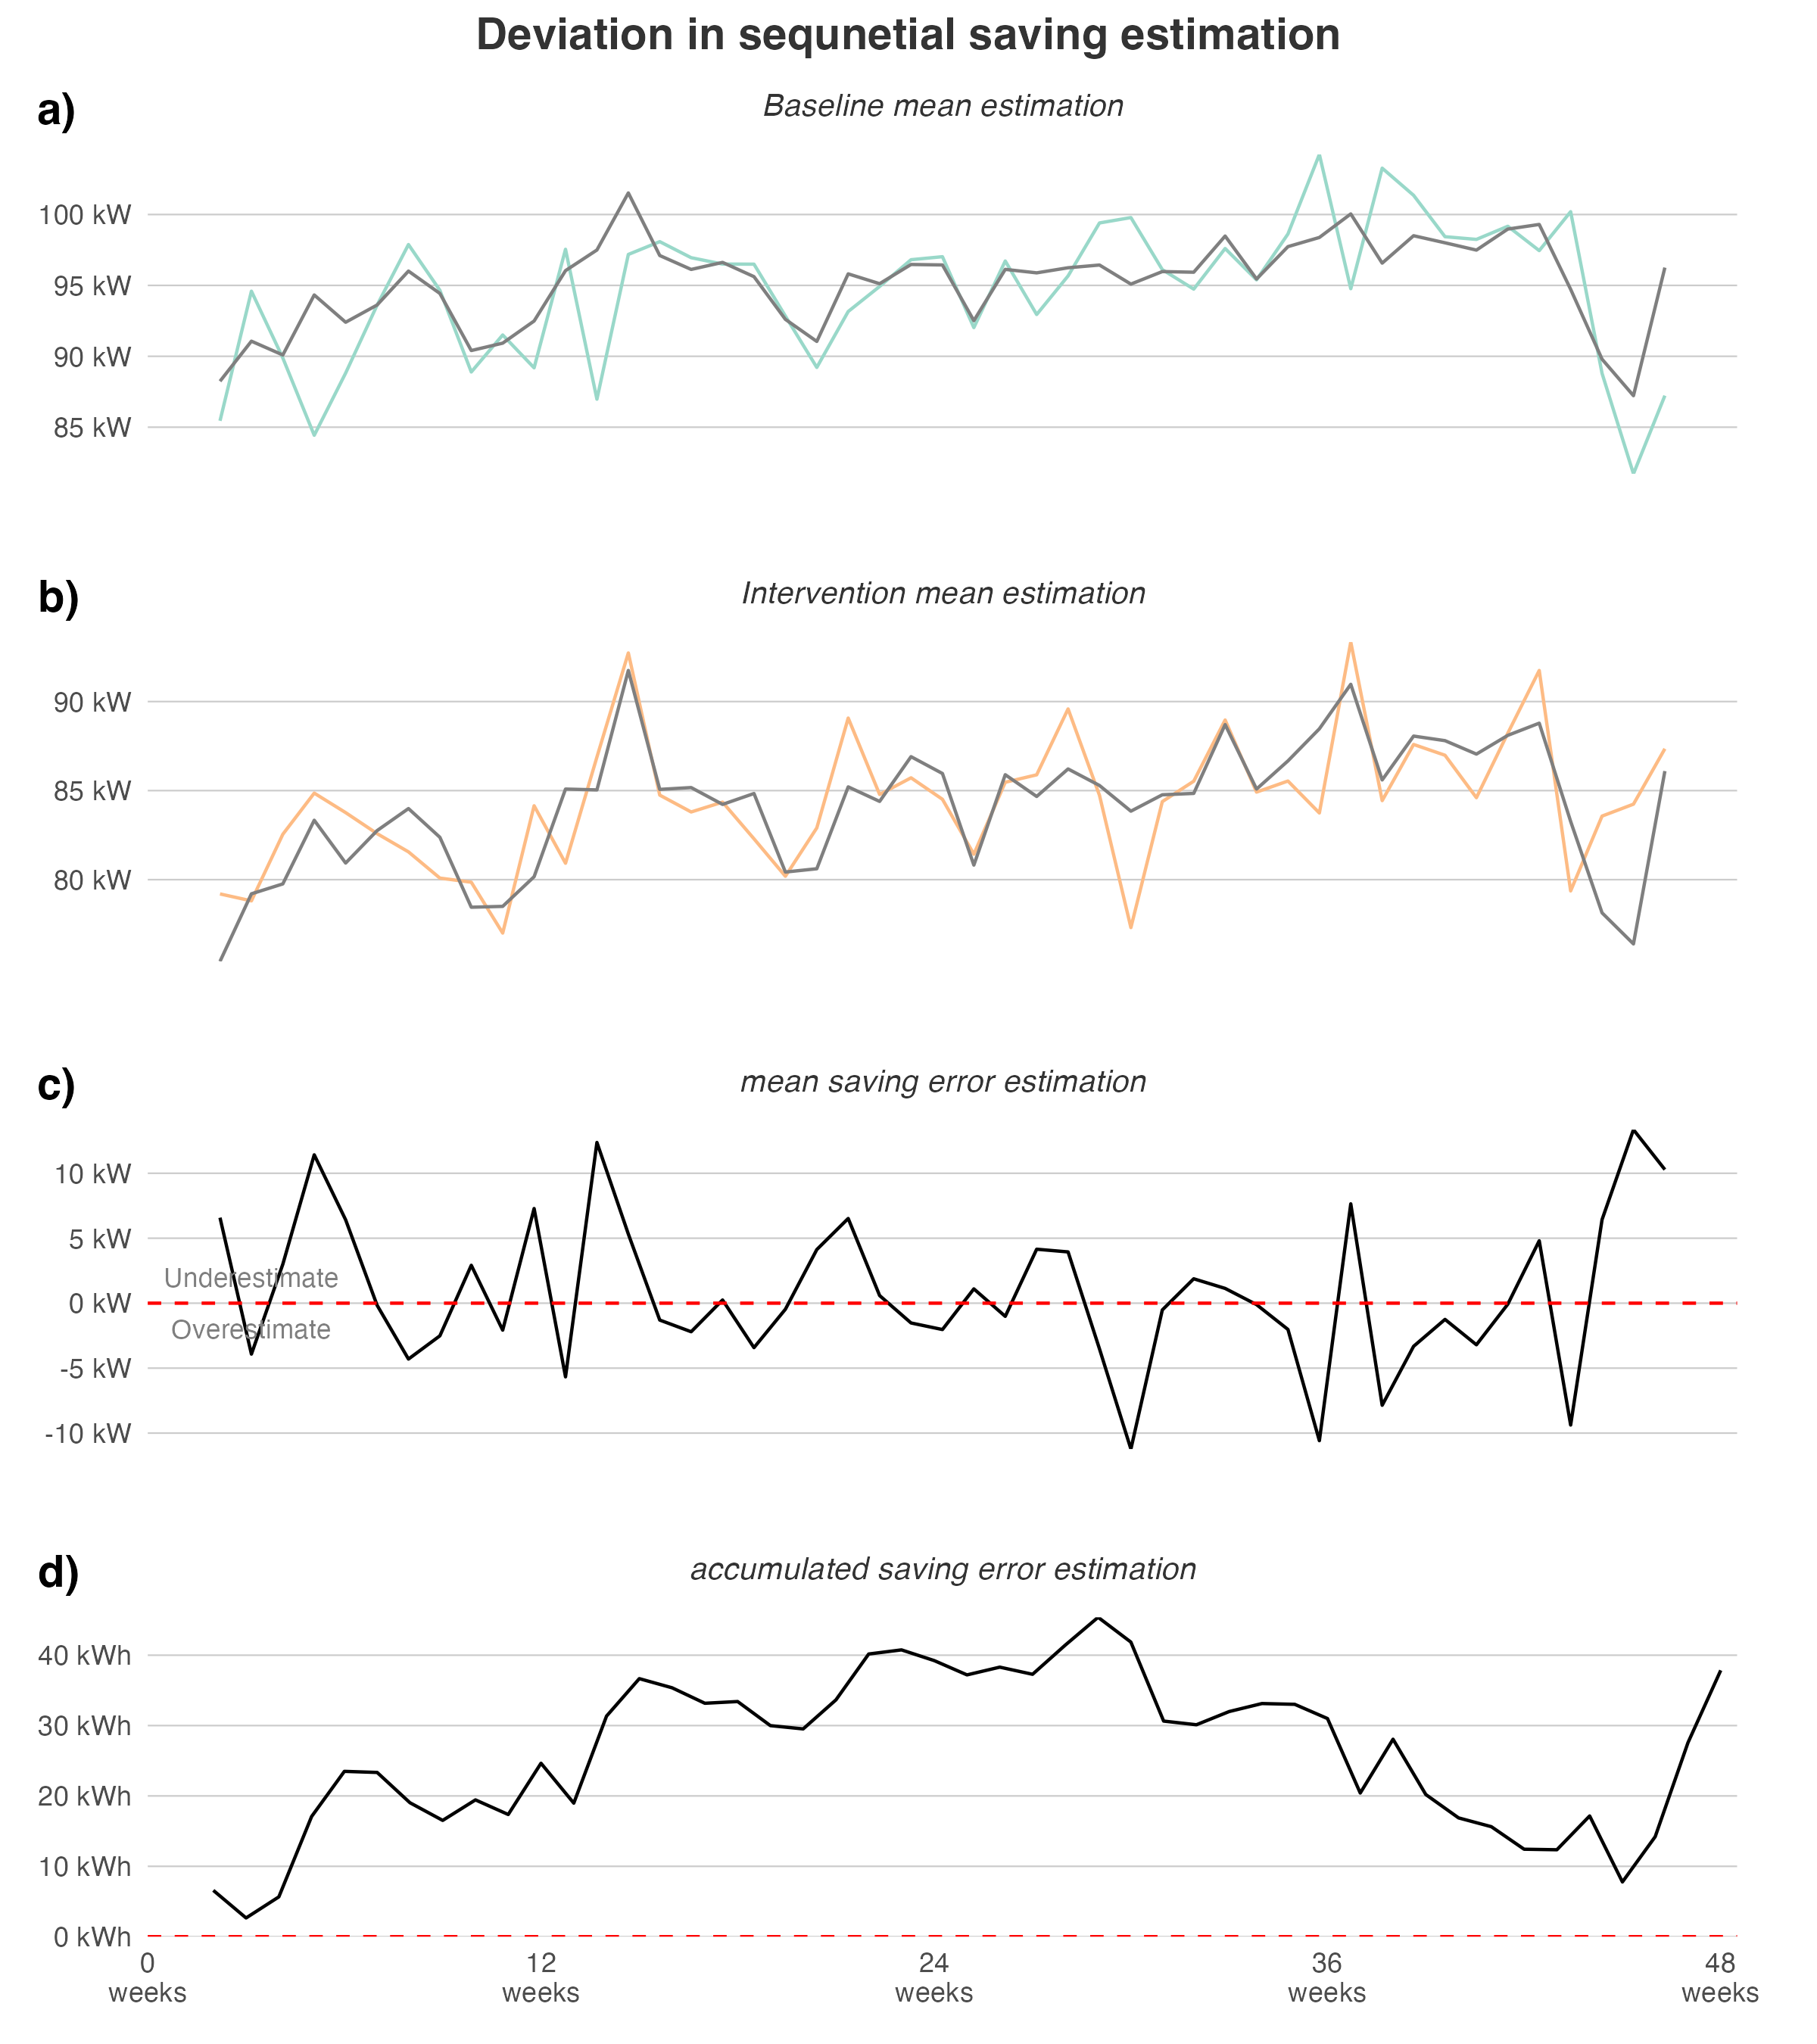 Deviation in sequnetial saving estimation
a)
Baseline mean estimation
100 kW
95 kW
90 kW
85 kW
b)
Intervention mean estimation
90 kW
85 kW
80 kW
c)
mean saving error estimation
10 kW
5 kW
Underestimate
0 kW
Overestimate
-5 kW
-10 kW
d)
accumulated saving error estimation
40 kWh
30 kWh
20 kWh
10 kWh
0 kWh
0 12 24 36 48
weeks weeks weeks weeks weeks